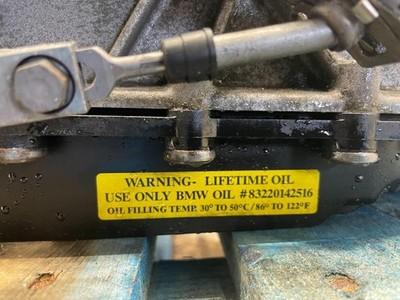 WARNING- LIFETIME OIL
USE ONLY BMW OIL #83220142516
OIL FILLING TEMP. 30° TO 50°C / 86° TO 122°F